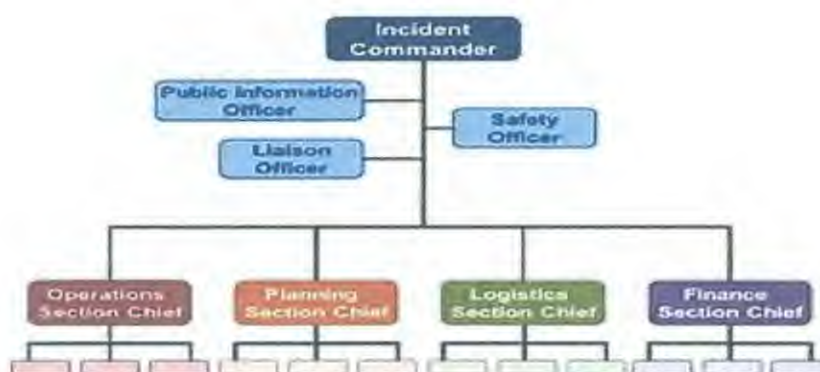 Incident
Commander
Public Information
Officer
Safety
Officer
Liaison
Officer
Operations
Section Chief
Planning
Section Chief
Logistics
Section Chief
Finance
Section Chief